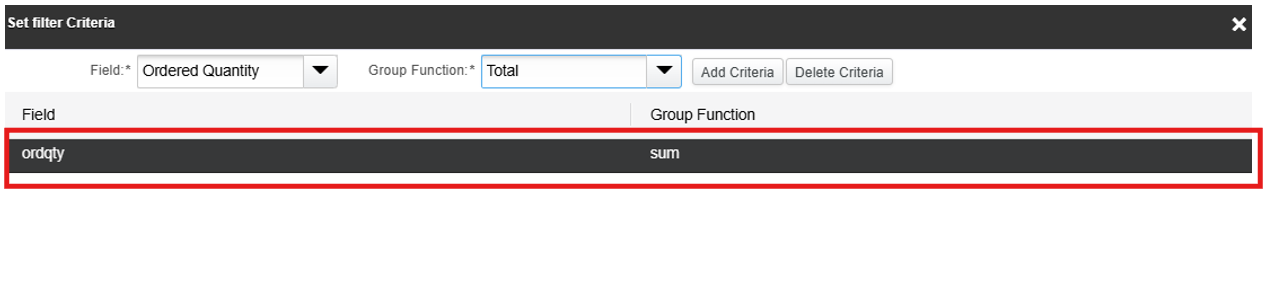 Set filter Criteria
Field:* Ordered Quantity Group Function:* Total Add Criteria Delete Criteria
Field Group Function
ordqty sum